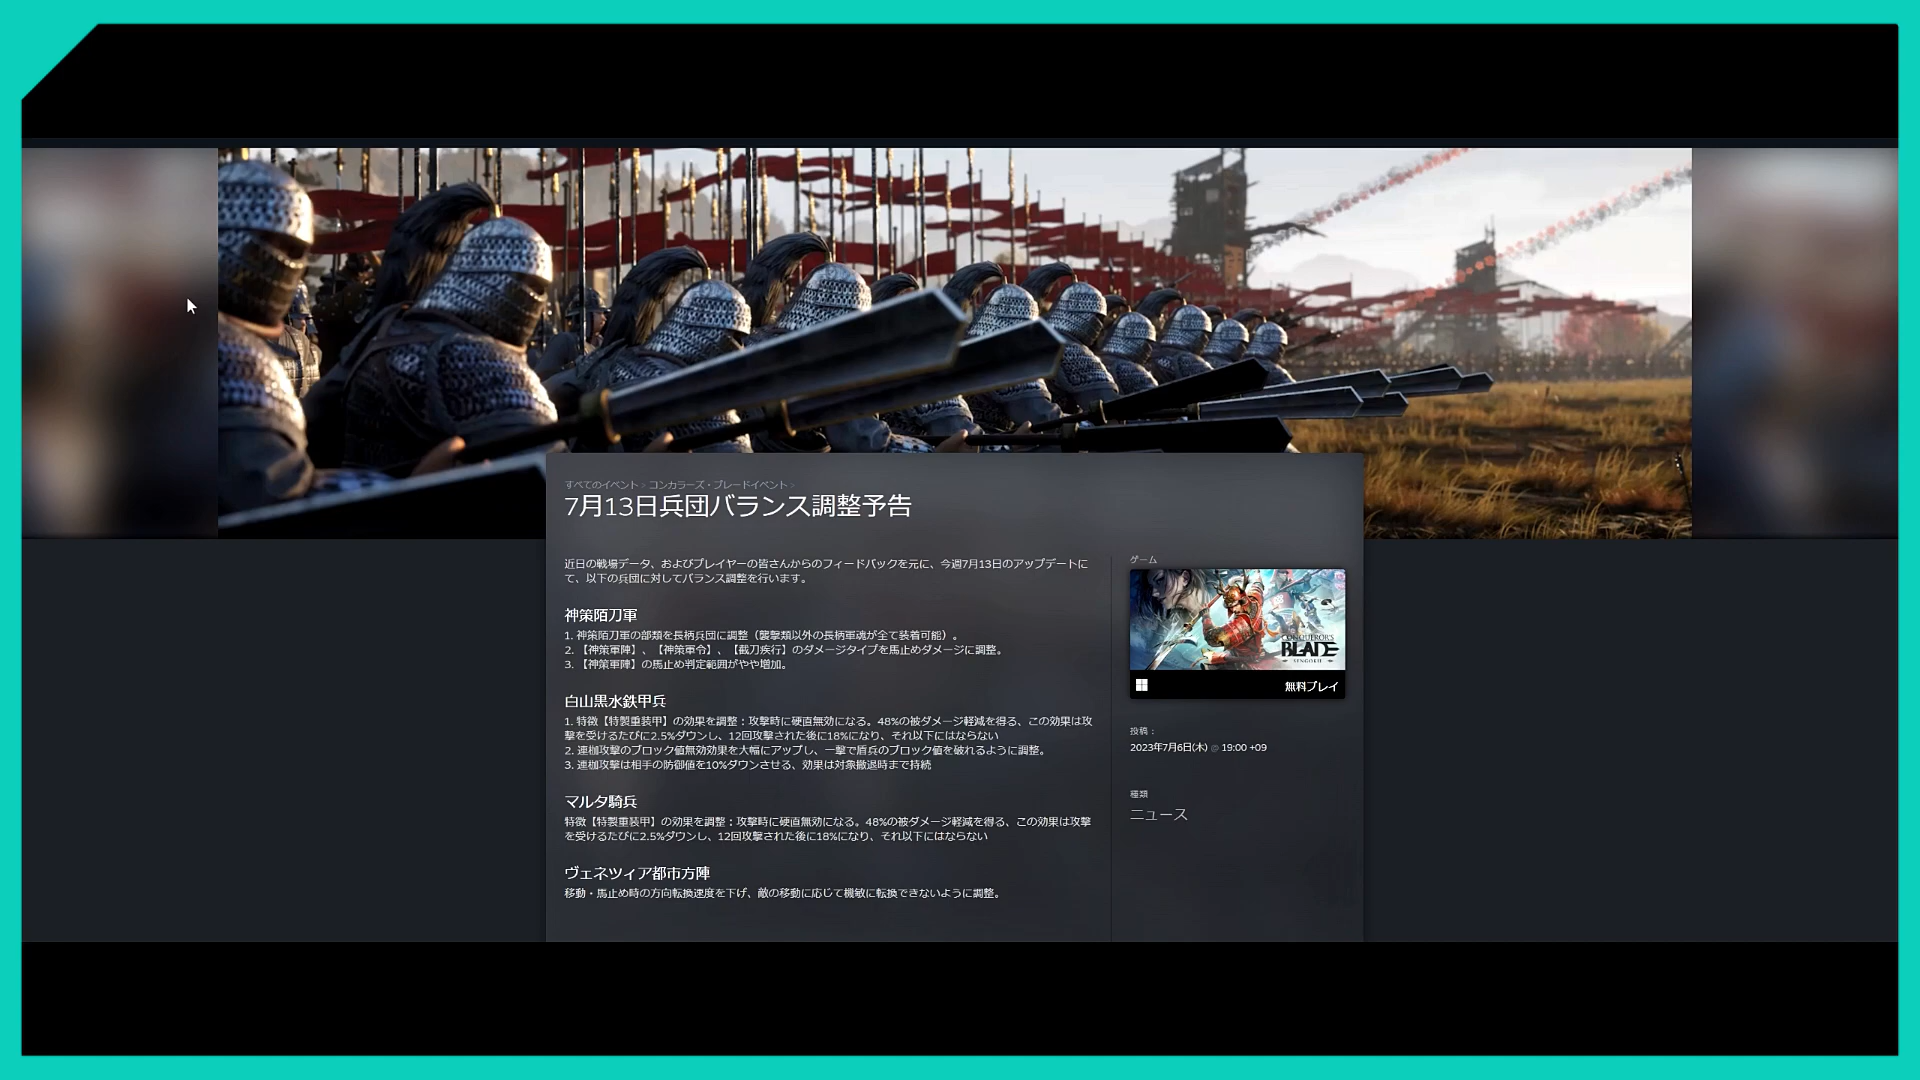 すべてのイベント > コンカラーズ・ブレードイベント >
7月13日兵団バランス調整予告
近日の戦場データ、およびプレイヤーの皆さんからのフィードバックを元に、今週7月13日のアップデートに
て、以下の兵団に対してバランス調整を行います。
神策陌刀軍
1. 神策陌刀軍の部類を長柄兵団に調整（襲撃類以外の長柄軍魂が全て装着可能）。
2. 【神策軍陣】、【神策軍令】、【截刀疾行】のダメージタイプを馬止めダメージに調整。
3. 【神策軍陣】の馬止め判定範囲がやや増加。
白山黒水鉄甲兵
1. 特徴【特製重装甲】の効果を調整：攻撃時に硬直無効になる。48%の被ダメージ軽減を得る、この効果は攻
撃を受けるたびに2.5%ダウンし、12回攻撃された後に18%になり、それ以下にはならない
2. 連枷攻撃のブロック値無効効果を大幅にアップし、一撃で盾兵のブロック値を破れるように調整。
3. 連枷攻撃は相手の防御値を10%ダウンさせる、効果は対象撤退時まで持続
マルタ騎兵
特徴【特製重装甲】の効果を調整：攻撃時に硬直無効になる。48%の被ダメージ軽減を得る、この効果は攻撃
を受けるたびに2.5%ダウンし、12回攻撃された後に18%になり、それ以下にはならない
ヴェネツィア都市方陣
移動・馬止め時の方向転換速度を下げ、敵の移動に応じて機敏に転換できないように調整。
ゲーム
CONQUEROR'S
BLADE
SENGOKU
無料プレイ
投稿：
2023年7月6日(木) @ 19:00 +09
種類
ニュース